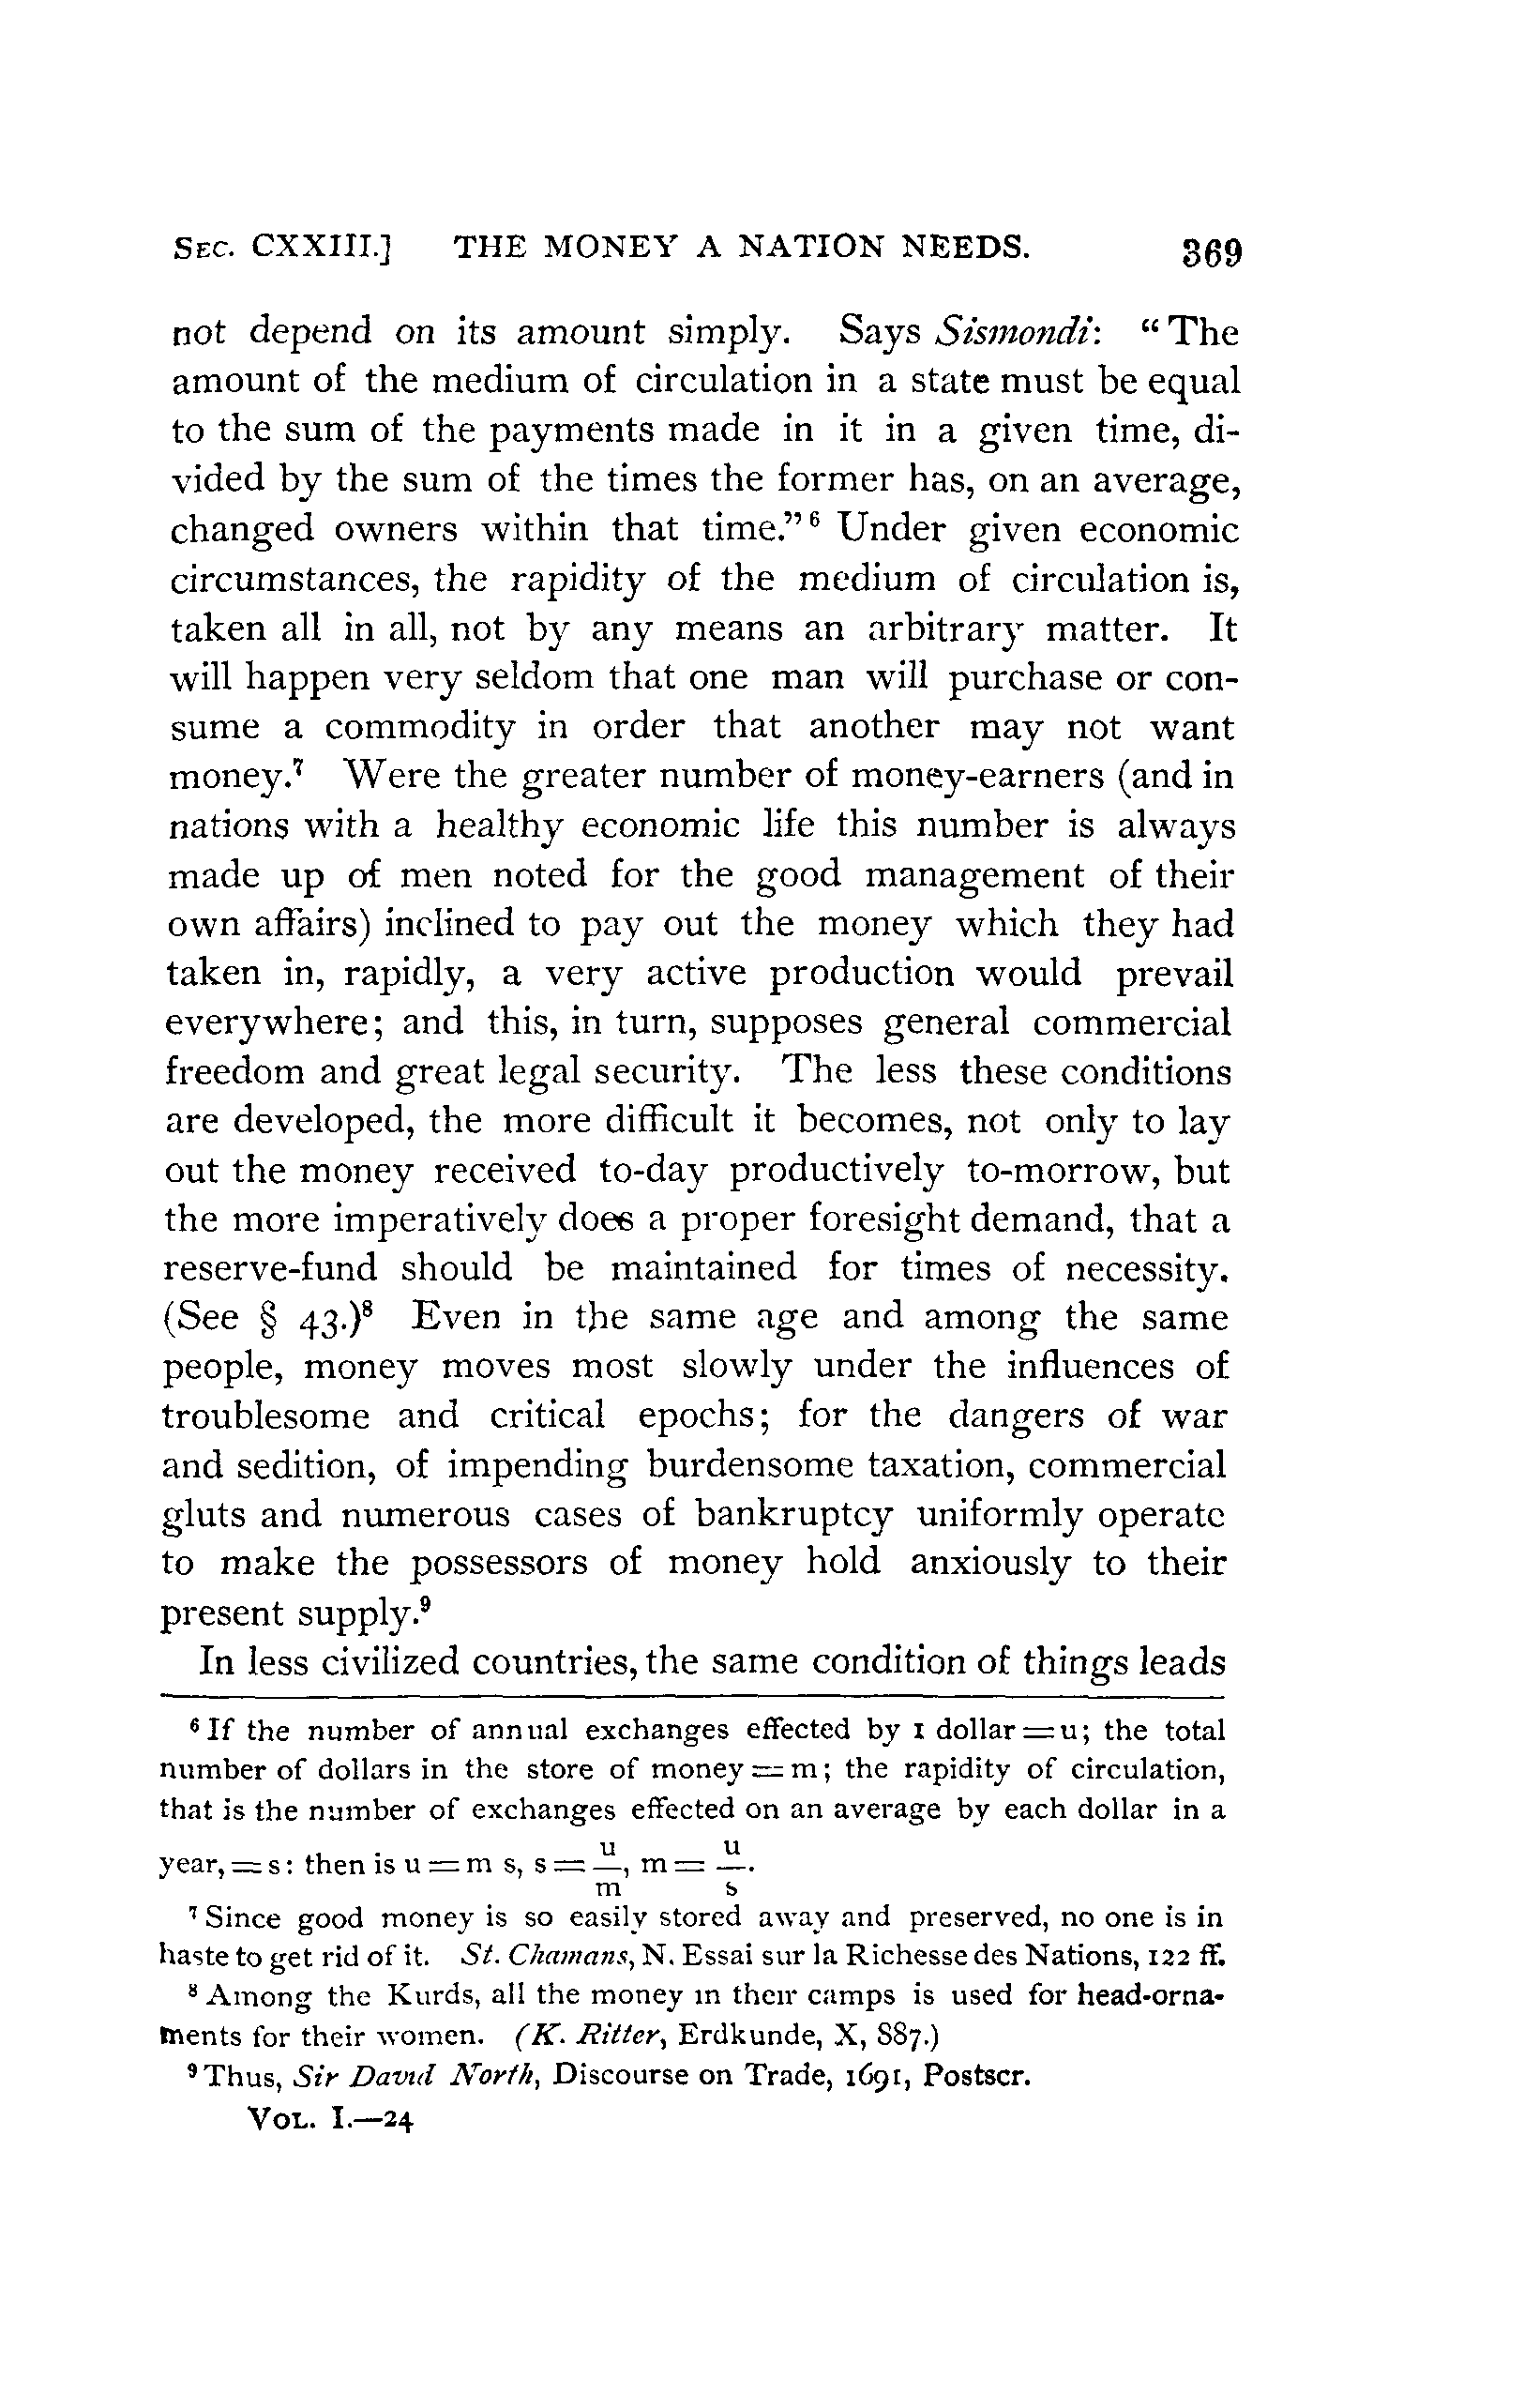 SEC. CXXIII.] THE MONEY A NATION NEEDS. 369
not depend on its amount simply. Says Sismondi: “The
amount of the medium of circulation in a state must be equal
to the sum of the payments made in it in a given time, di-
vided by the sum of the times the former has, on an average,
changed owners within that time.”⁶ Under given economic
circumstances, the rapidity of the medium of circulation is,
taken all in all, not by any means an arbitrary matter. It
will happen very seldom that one man will purchase or con-
sume a commodity in order that another may not want
money.⁷ Were the greater number of money-earners (and in
nations with a healthy economic life this number is always
made up of men noted for the good management of their
own affairs) inclined to pay out the money which they had
taken in, rapidly, a very active production would prevail
everywhere; and this, in turn, supposes general commercial
freedom and great legal security. The less these conditions
are developed, the more difficult it becomes, not only to lay
out the money received to-day productively to-morrow, but
the more imperatively does a proper foresight demand, that a
reserve-fund should be maintained for times of necessity.
(See § 43.)⁸ Even in the same age and among the same
people, money moves most slowly under the influences of
troublesome and critical epochs; for the dangers of war
and sedition, of impending burdensome taxation, commercial
gluts and numerous cases of bankruptcy uniformly operate
to make the possessors of money hold anxiously to their
present supply.⁹
In less civilized countries, the same condition of things leads
⁶ If the number of annual exchanges effected by 1 dollar = u; the total
number of dollars in the store of money = m; the rapidity of circulation,
that is the number of exchanges effected on an average by each dollar in a
year, = s: then is u = m s, s = u/m, m = u/s.
⁷ Since good money is so easily stored away and preserved, no one is in
haste to get rid of it. St. Chamans, N. Essai sur la Richesse des Nations, 122 ff.
⁸ Among the Kurds, all the money in their camps is used for head-orna-
ments for their women. (K. Ritter, Erdkunde, X, 887.)
⁹ Thus, Sir David North, Discourse on Trade, 1691, Postscr.
VOL. I.—24